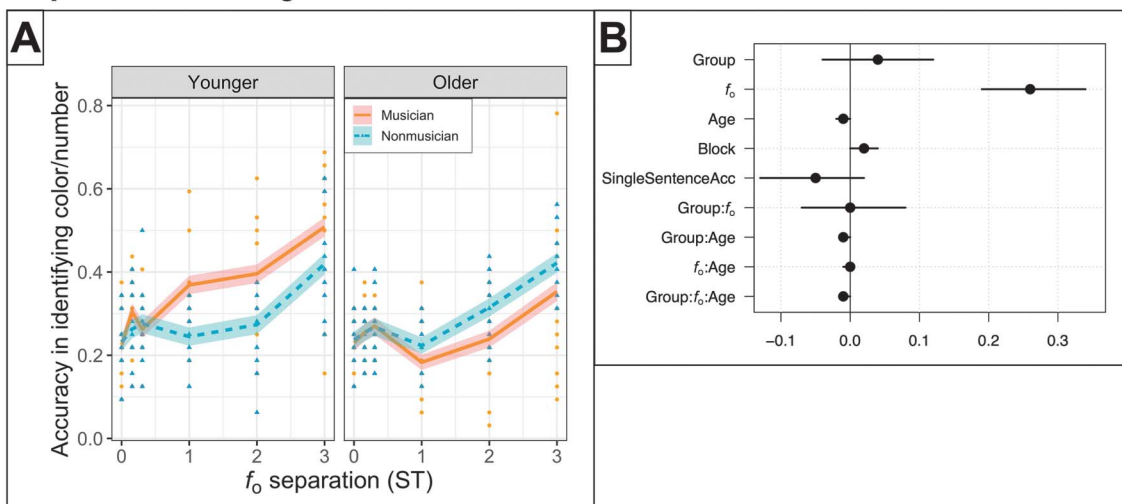 A
Younger
Older
Musician
Nonmusician
Accuracy in identifying color/number
0.8
0.6
0.4
0.2
0.0
0 1 2 3
0 1 2 3
fₒ separation (ST)
B
Group
fₒ
Age
Block
SingleSentenceAcc
Group:fₒ
Group:Age
fₒ:Age
Group:fₒ:Age
−0.1 0.0 0.1 0.2 0.3